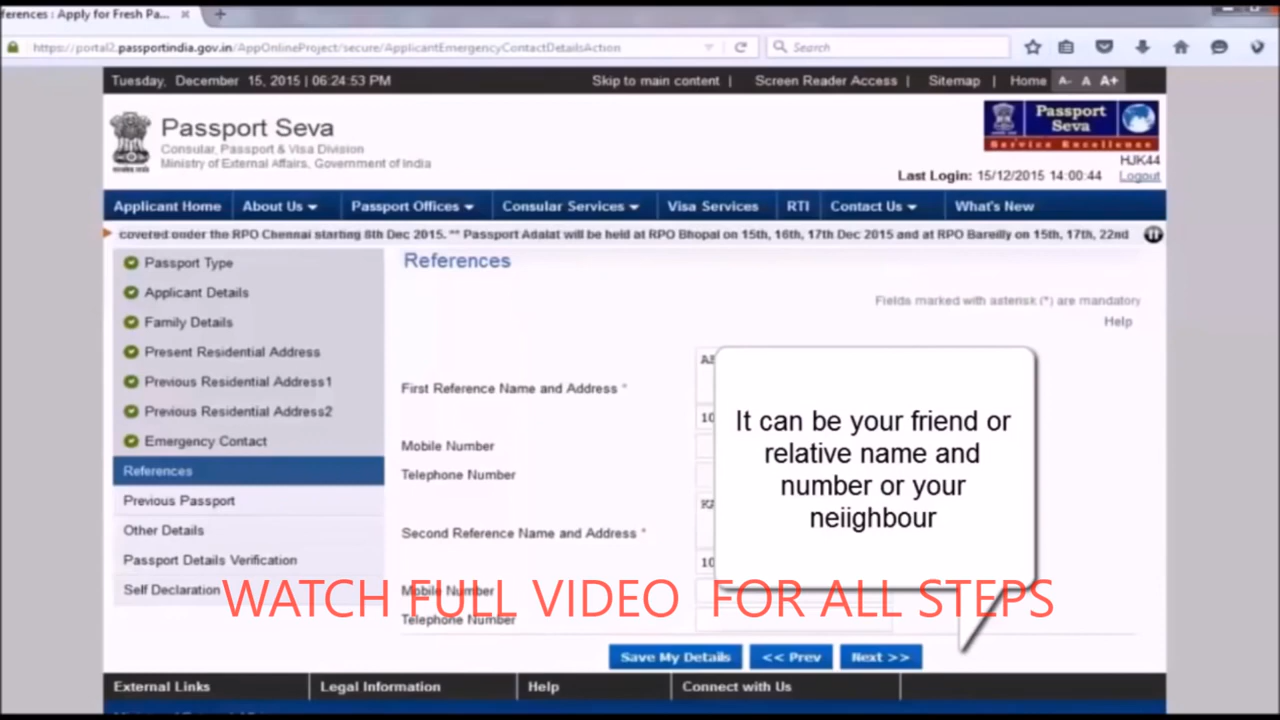 ferences : Apply for Fresh Pa...
https://portal2.passportindia.gov.in/AppOnlineProject/secure/ApplicantEmergencyContactDetailsAction
Search
Tuesday, December 15, 2015 | 06:24:53 PM
Skip to main content | Screen Reader Access | Sitemap | Home A- A A+
Passport Seva
Consular, Passport & Visa Division
Ministry of External Affairs, Government of India
Passport
Seva
Service Excellence
HJK44
Last Login: 15/12/2015 14:00:44 Logout
Applicant Home About Us Passport Offices Consular Services Visa Services RTI Contact Us What's New
covered under the RPO Chennai starting 8th Dec 2015. ** Passport Adalat will be held at RPO Bhopal on 15th, 16th, 17th Dec 2015 and at RPO Bareilly on 15th, 17th, 22nd
Passport Type
Applicant Details
Family Details
Present Residential Address
Previous Residential Address1
Previous Residential Address2
Emergency Contact
References
Previous Passport
Other Details
Passport Details Verification
Self Declaration
References
Fields marked with asterisk (*) are mandatory
Help
First Reference Name and Address *
10
Mobile Number
Telephone Number
Second Reference Name and Address *
10
Mobile Number
Telephone Number
It can be your friend or
relative name and
number or your
neiighbour
WATCH FULL VIDEO FOR ALL STEPS
Save My Details << Prev Next >>
External Links Legal Information Help Connect with Us